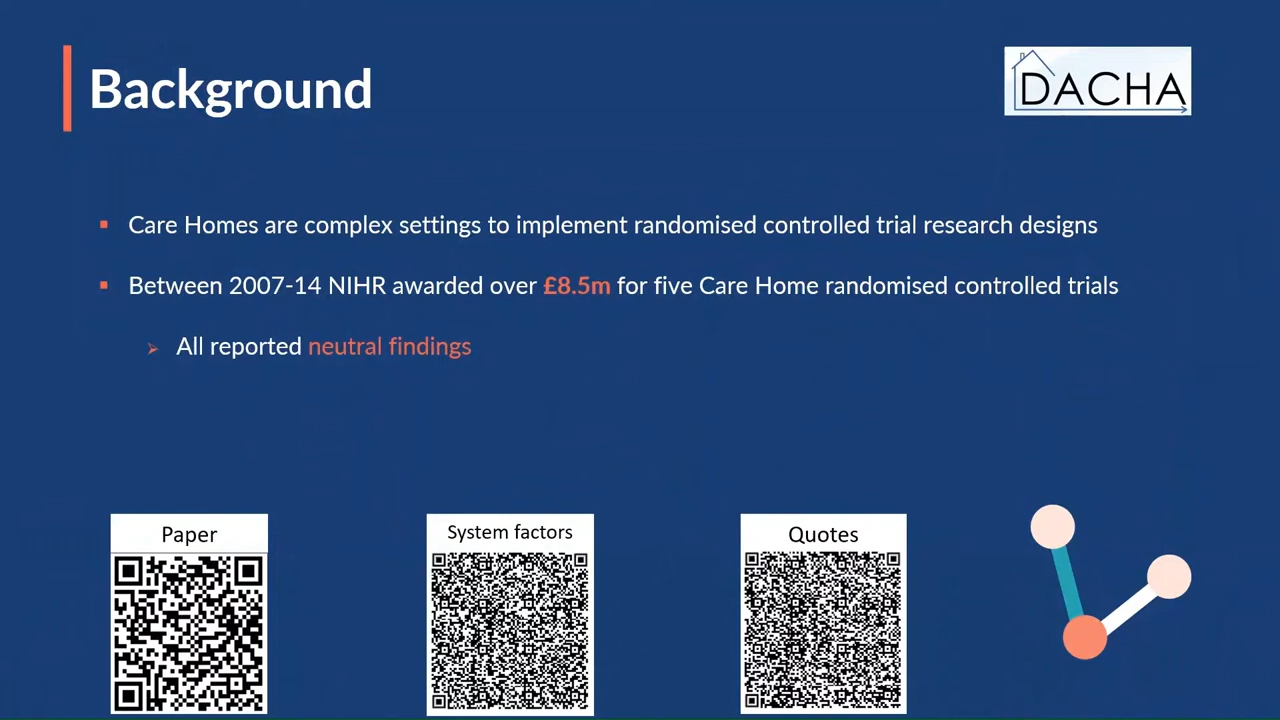 Background
DACHA
Care Homes are complex settings to implement randomised controlled trial research designs
Between 2007-14 NIHR awarded over £8.5m for five Care Home randomised controlled trials
All reported neutral findings
Paper
System factors
Quotes